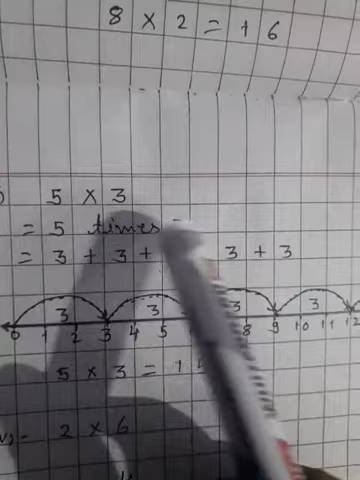 8 × 2 = 16
5 × 3
= 5 times
= 3 + 3 + 3 + 3
3 3 3 3
0 1 2 3 4 5 8 9 10 11 12
5 × 3 = 1
2 × 6